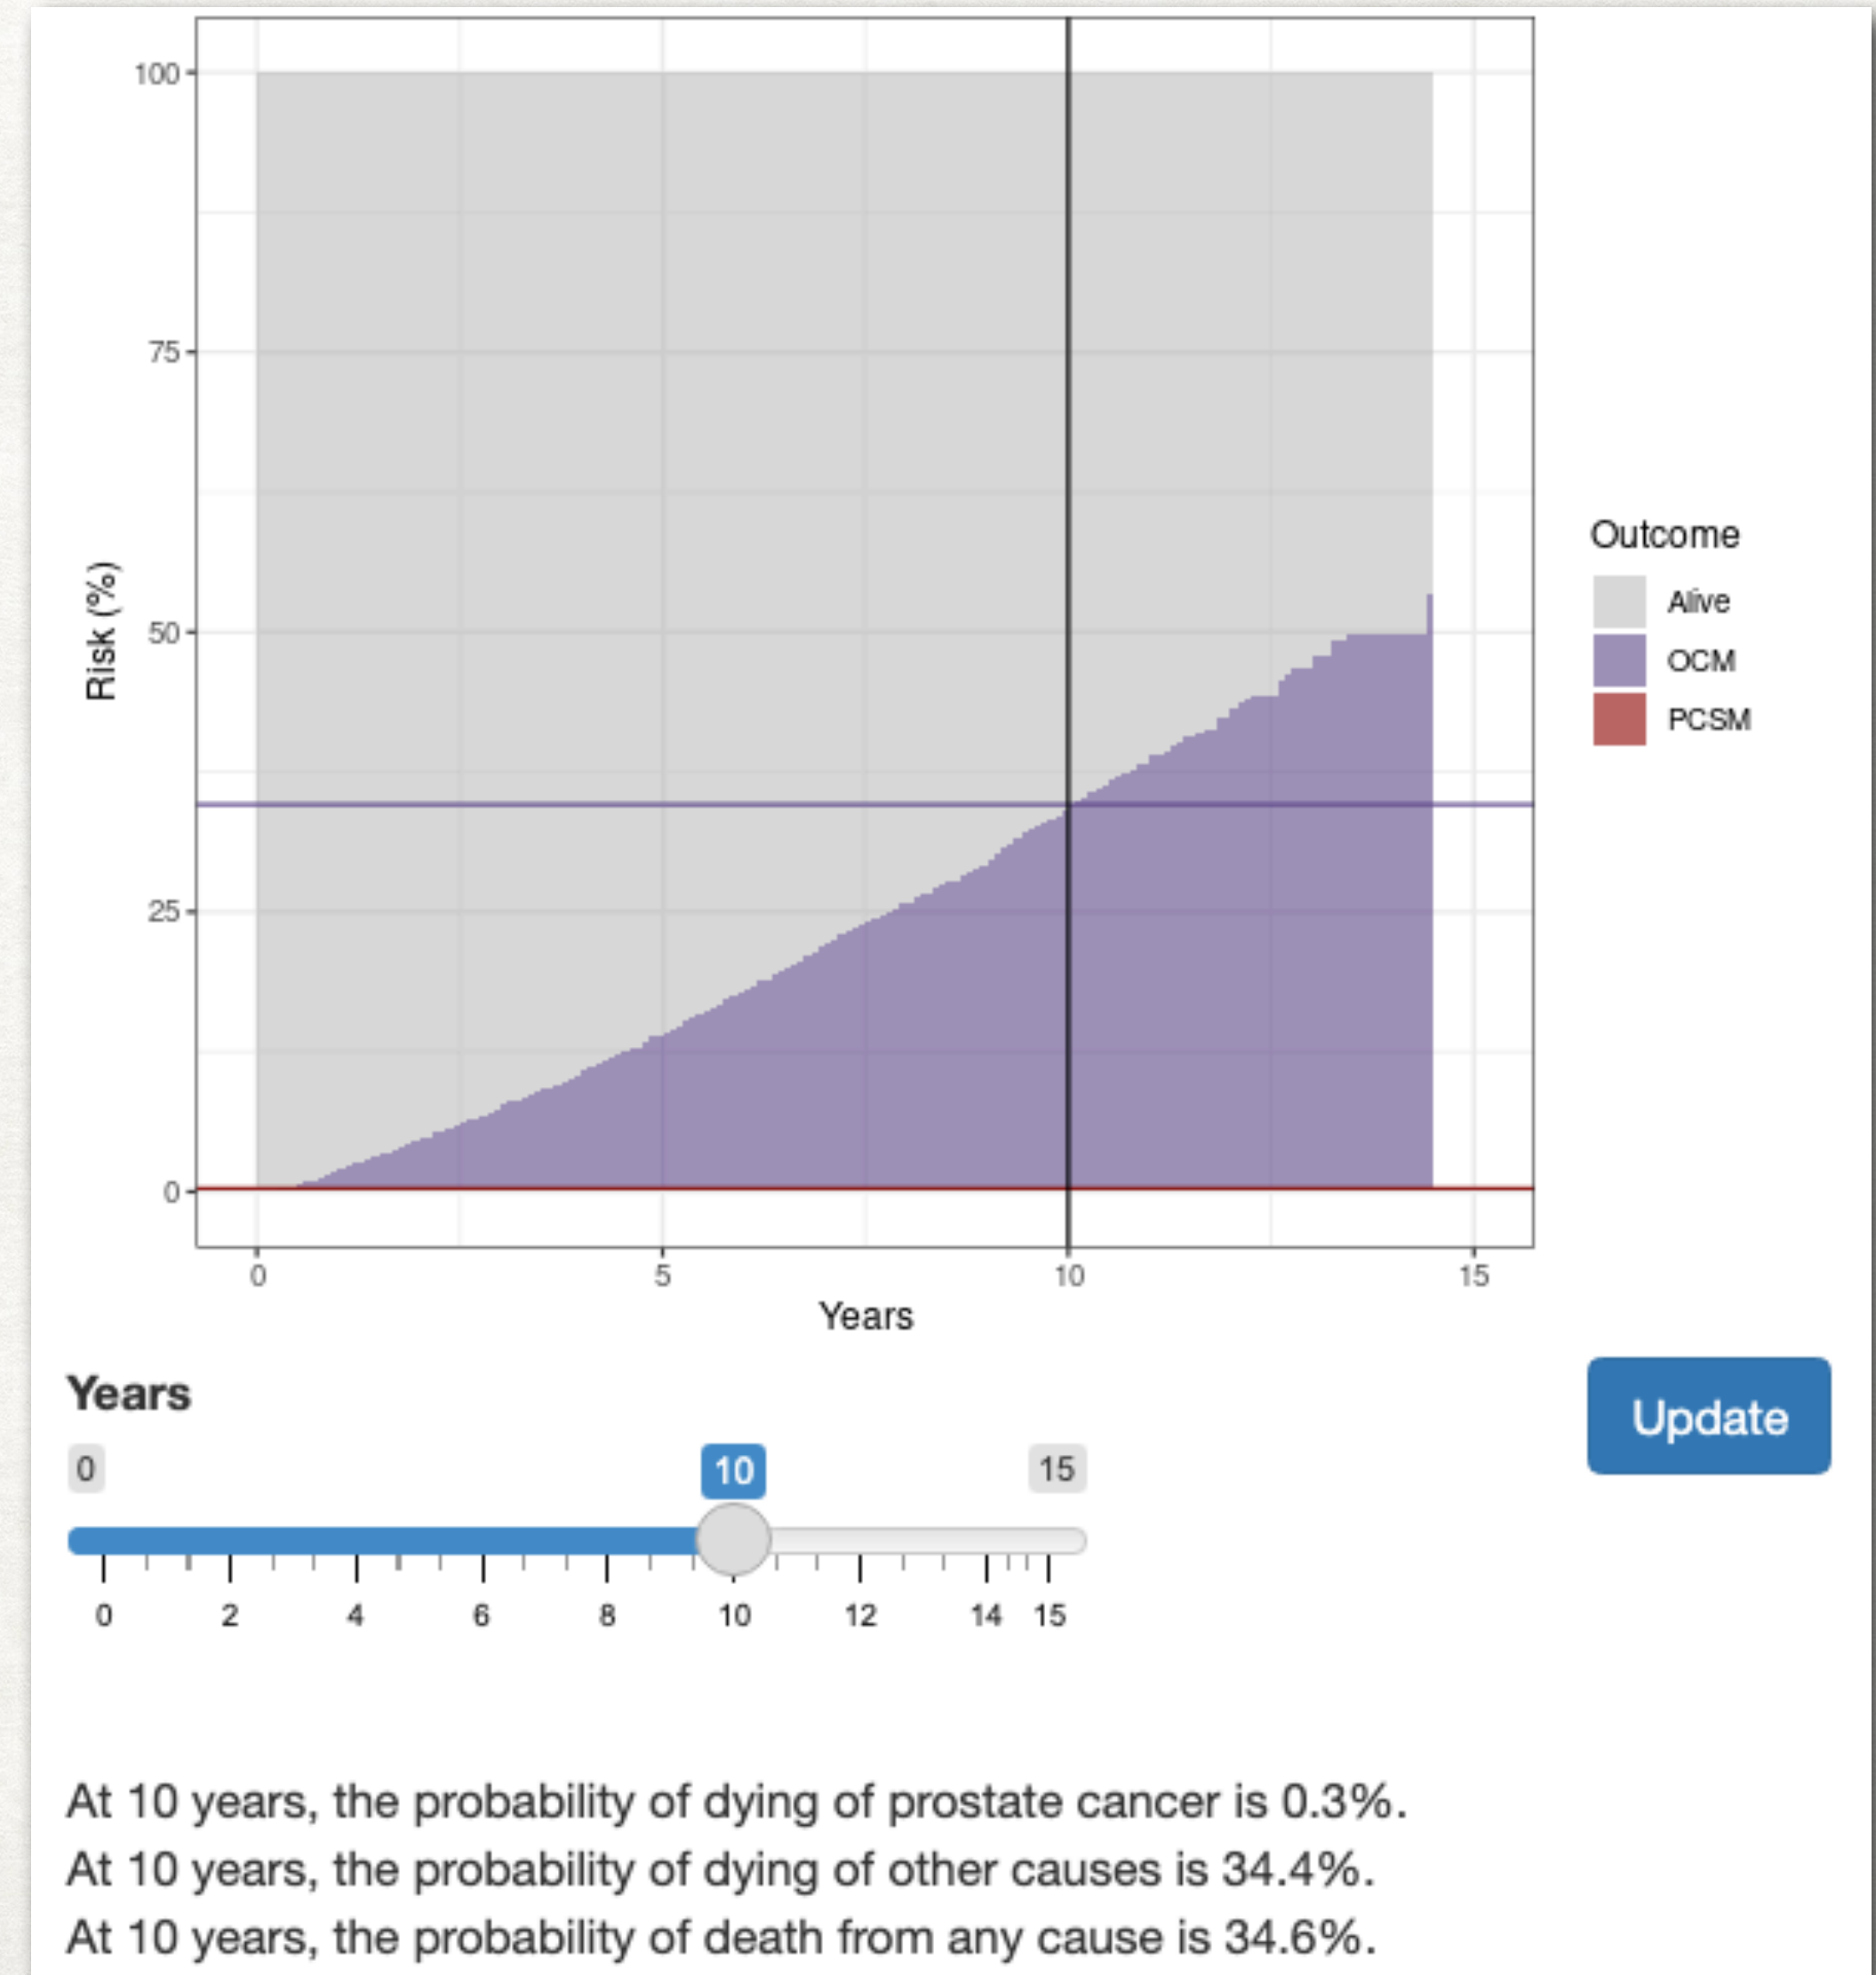 100
75
50
25
0
Risk (%)
0 5 10 15
Years
Outcome
Alive
OCM
PCSM
Years
Update
0 10 15
0 2 4 6 8 10 12 14 15
At 10 years, the probability of dying of prostate cancer is 0.3%.
At 10 years, the probability of dying of other causes is 34.4%.
At 10 years, the probability of death from any cause is 34.6%.